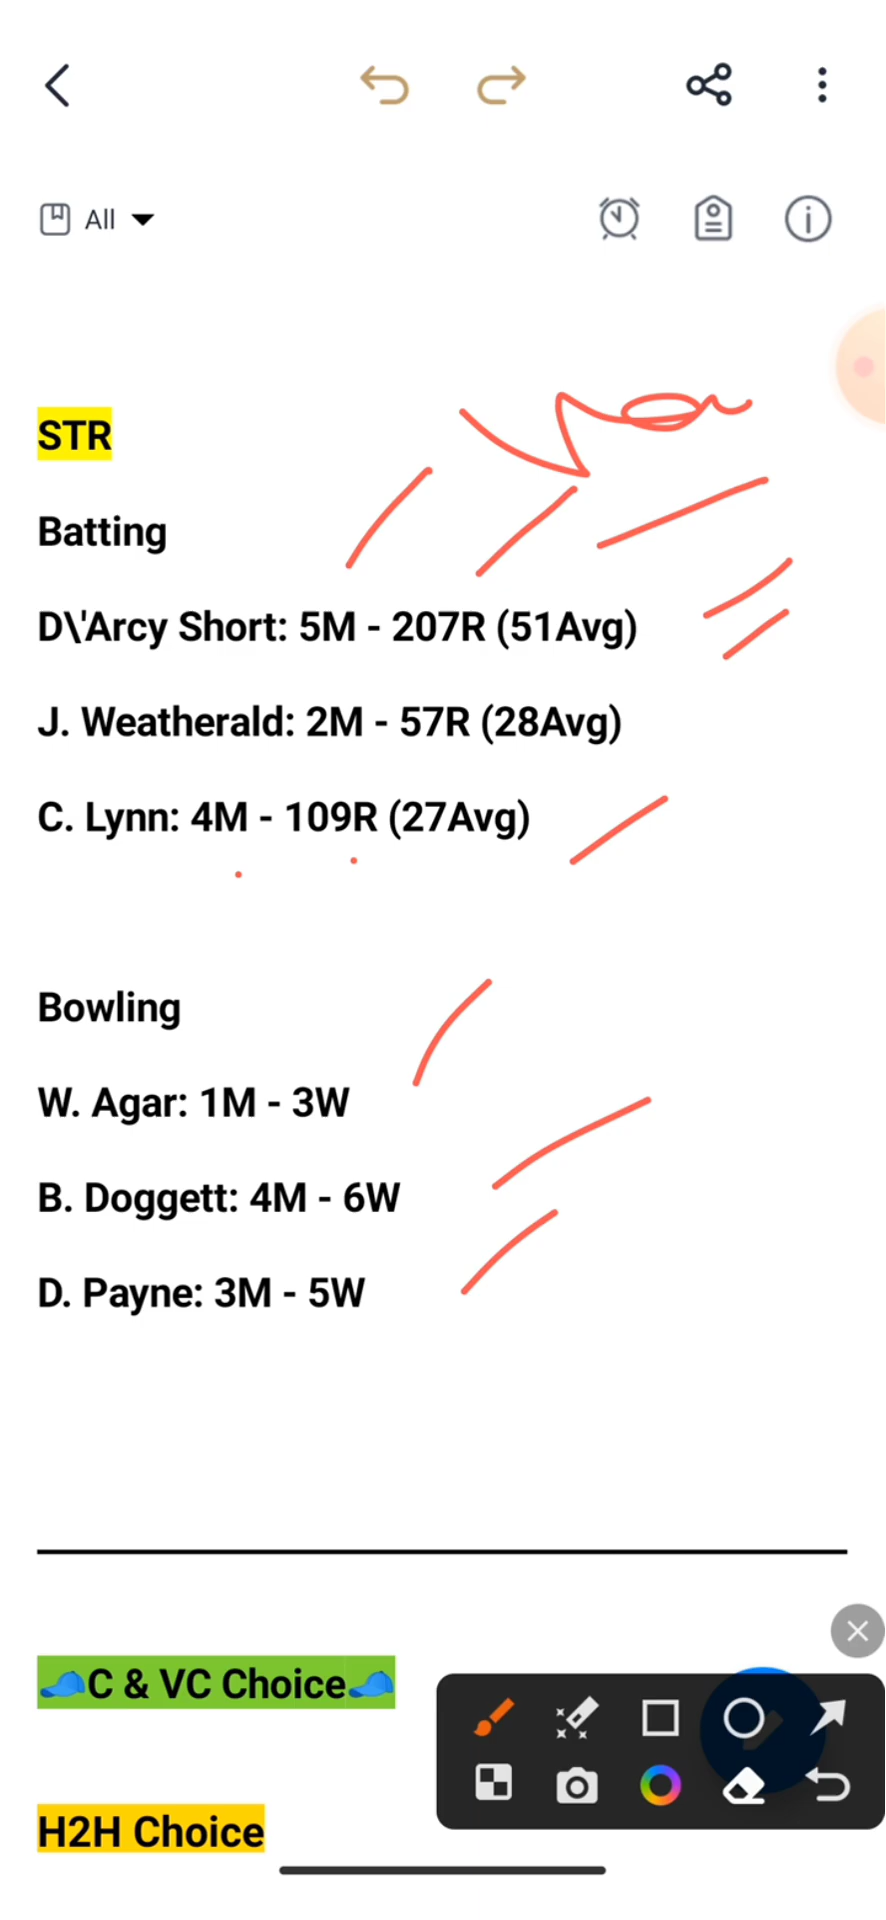 All
STR
Batting
D\'Arcy Short: 5M - 207R (51Avg)
J. Weatherald: 2M - 57R (28Avg)
C. Lynn: 4M - 109R (27Avg)
Bowling
W. Agar: 1M - 3W
B. Doggett: 4M - 6W
D. Payne: 3M - 5W
🧢C & VC Choice🧢
H2H Choice